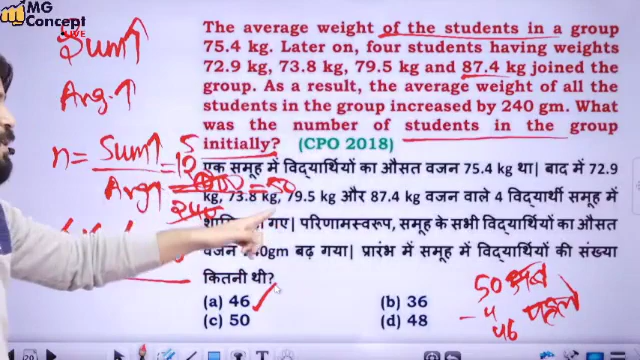 MG
Concept
LIVE
The average weight of the students in a group
75.4 kg. Later on, four students having weights
72.9 kg, 73.8 kg, 79.5 kg and 87.4 kg joined the
group. As a result, the average weight of all the
students in the group increased by 240 gm. What
was the number of students in the group
initially? (CPO 2018)
Sum↑
Avg.↑
n = Sum↑
Avg↑
= 12
240
= 50
एक समूह में विद्यार्थियों का औसत वजन 75.4 kg था। बाद में 72.9
kg, 73.8 kg, 79.5 kg और 87.4 kg वजन वाले 4 विद्यार्थी समूह में
गए। परिणामस्वरूप, समूह के सभी विद्यार्थियों का औसत
वजन 240gm बढ़ गया। प्रारंभ में समूह में विद्यार्थियों की संख्या
कितनी थी?
(a) 46 (b) 36
(c) 50 (d) 48
50 अब
- 4
46 पहले